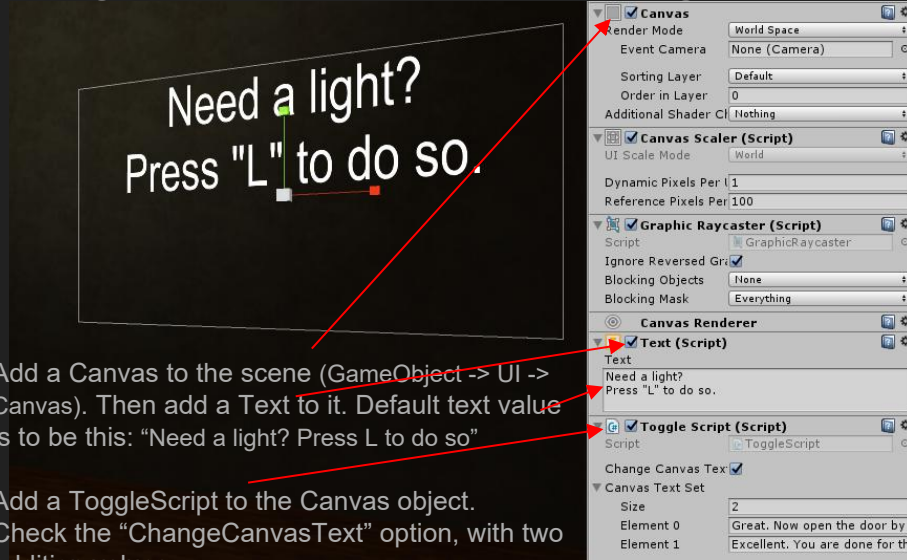 Need a light?
Press "L" to do so.
Add a Canvas to the scene (GameObject -> UI ->
Canvas). Then add a Text to it. Default text value
is to be this: “Need a light? Press L to do so”
Add a ToggleScript to the Canvas object.
Check the “ChangeCanvasText” option, with two
Canvas
Render Mode World Space
Event Camera None (Camera)
Sorting Layer Default
Order in Layer 0
Additional Shader Ch Nothing
Canvas Scaler (Script)
UI Scale Mode World
Dynamic Pixels Per U 1
Reference Pixels Per 100
Graphic Raycaster (Script)
Script GraphicRaycaster
Ignore Reversed Gra
Blocking Objects None
Blocking Mask Everything
Canvas Renderer
Text (Script)
Text
Need a light?
Press "L" to do so.
Toggle Script (Script)
Script ToggleScript
Change Canvas Tex
Canvas Text Set
Size 2
Element 0 Great. Now open the door by
Element 1 Excellent. You are done for th